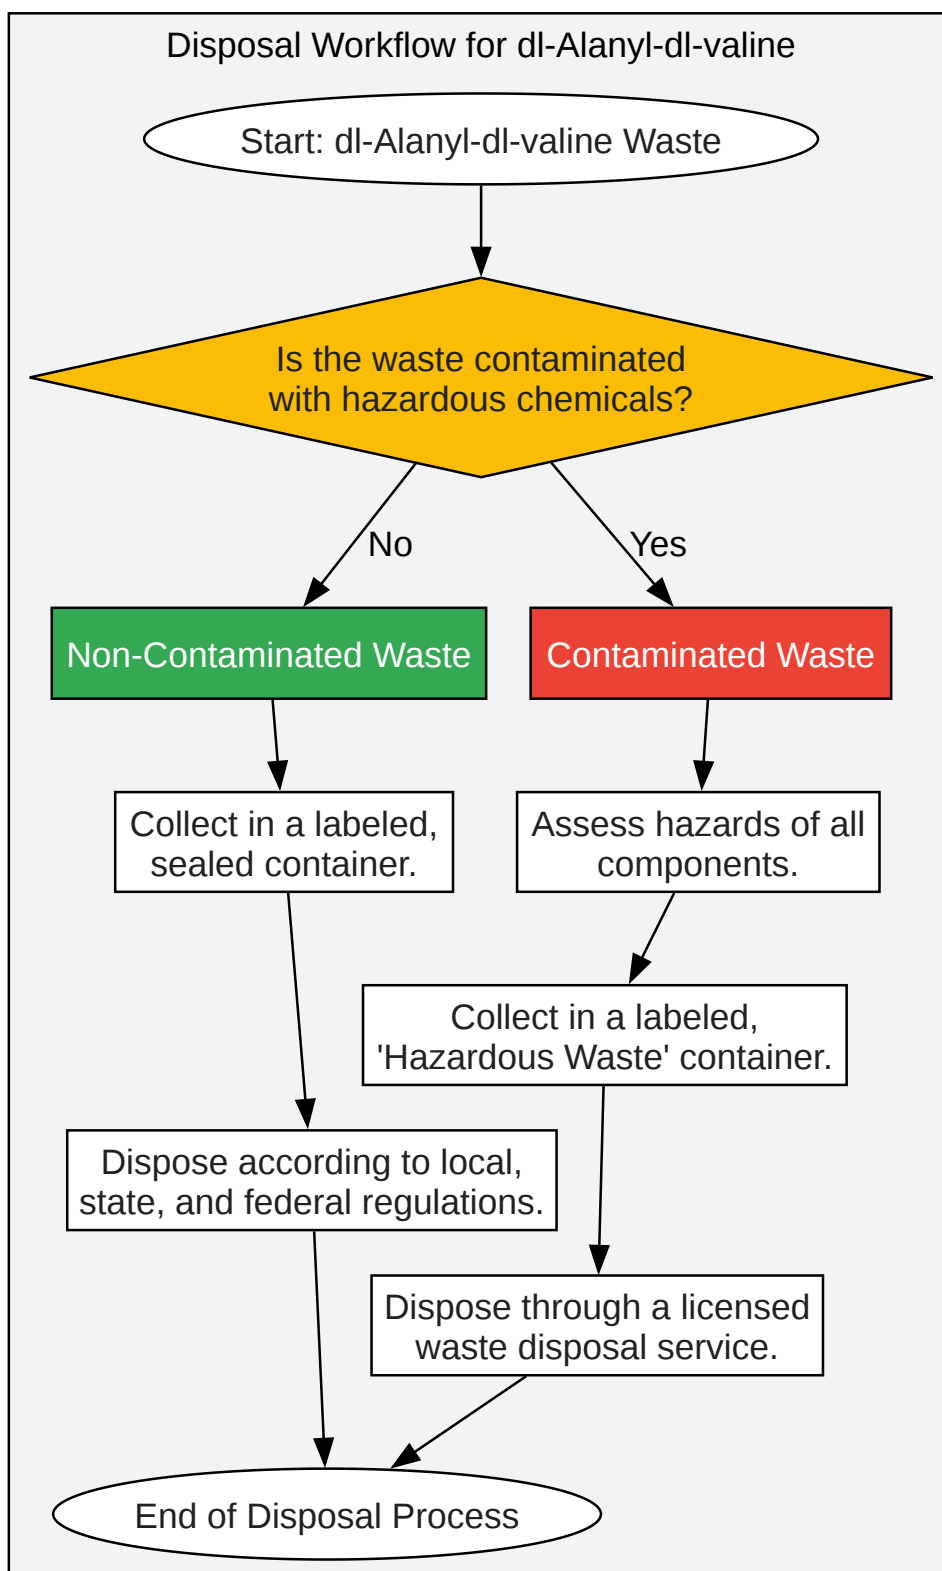 Disposal Workflow for dl-Alanyl-dl-valine
Start: dl-Alanyl-dl-valine Waste
Is the waste contaminated
with hazardous chemicals?
No
Yes
Non-Contaminated Waste
Contaminated Waste
Collect in a labeled,
sealed container.
Assess hazards of all
components.
Collect in a labeled,
'Hazardous Waste' container.
Dispose according to local,
state, and federal regulations.
Dispose through a licensed
waste disposal service.
End of Disposal Process